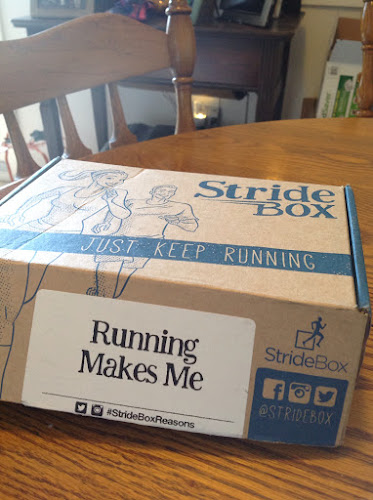 Stride
BOX
JUST KEEP RUNNING
StrideBox
Running
Makes Me
#StrideBoxReasons
@STRIDEBOX